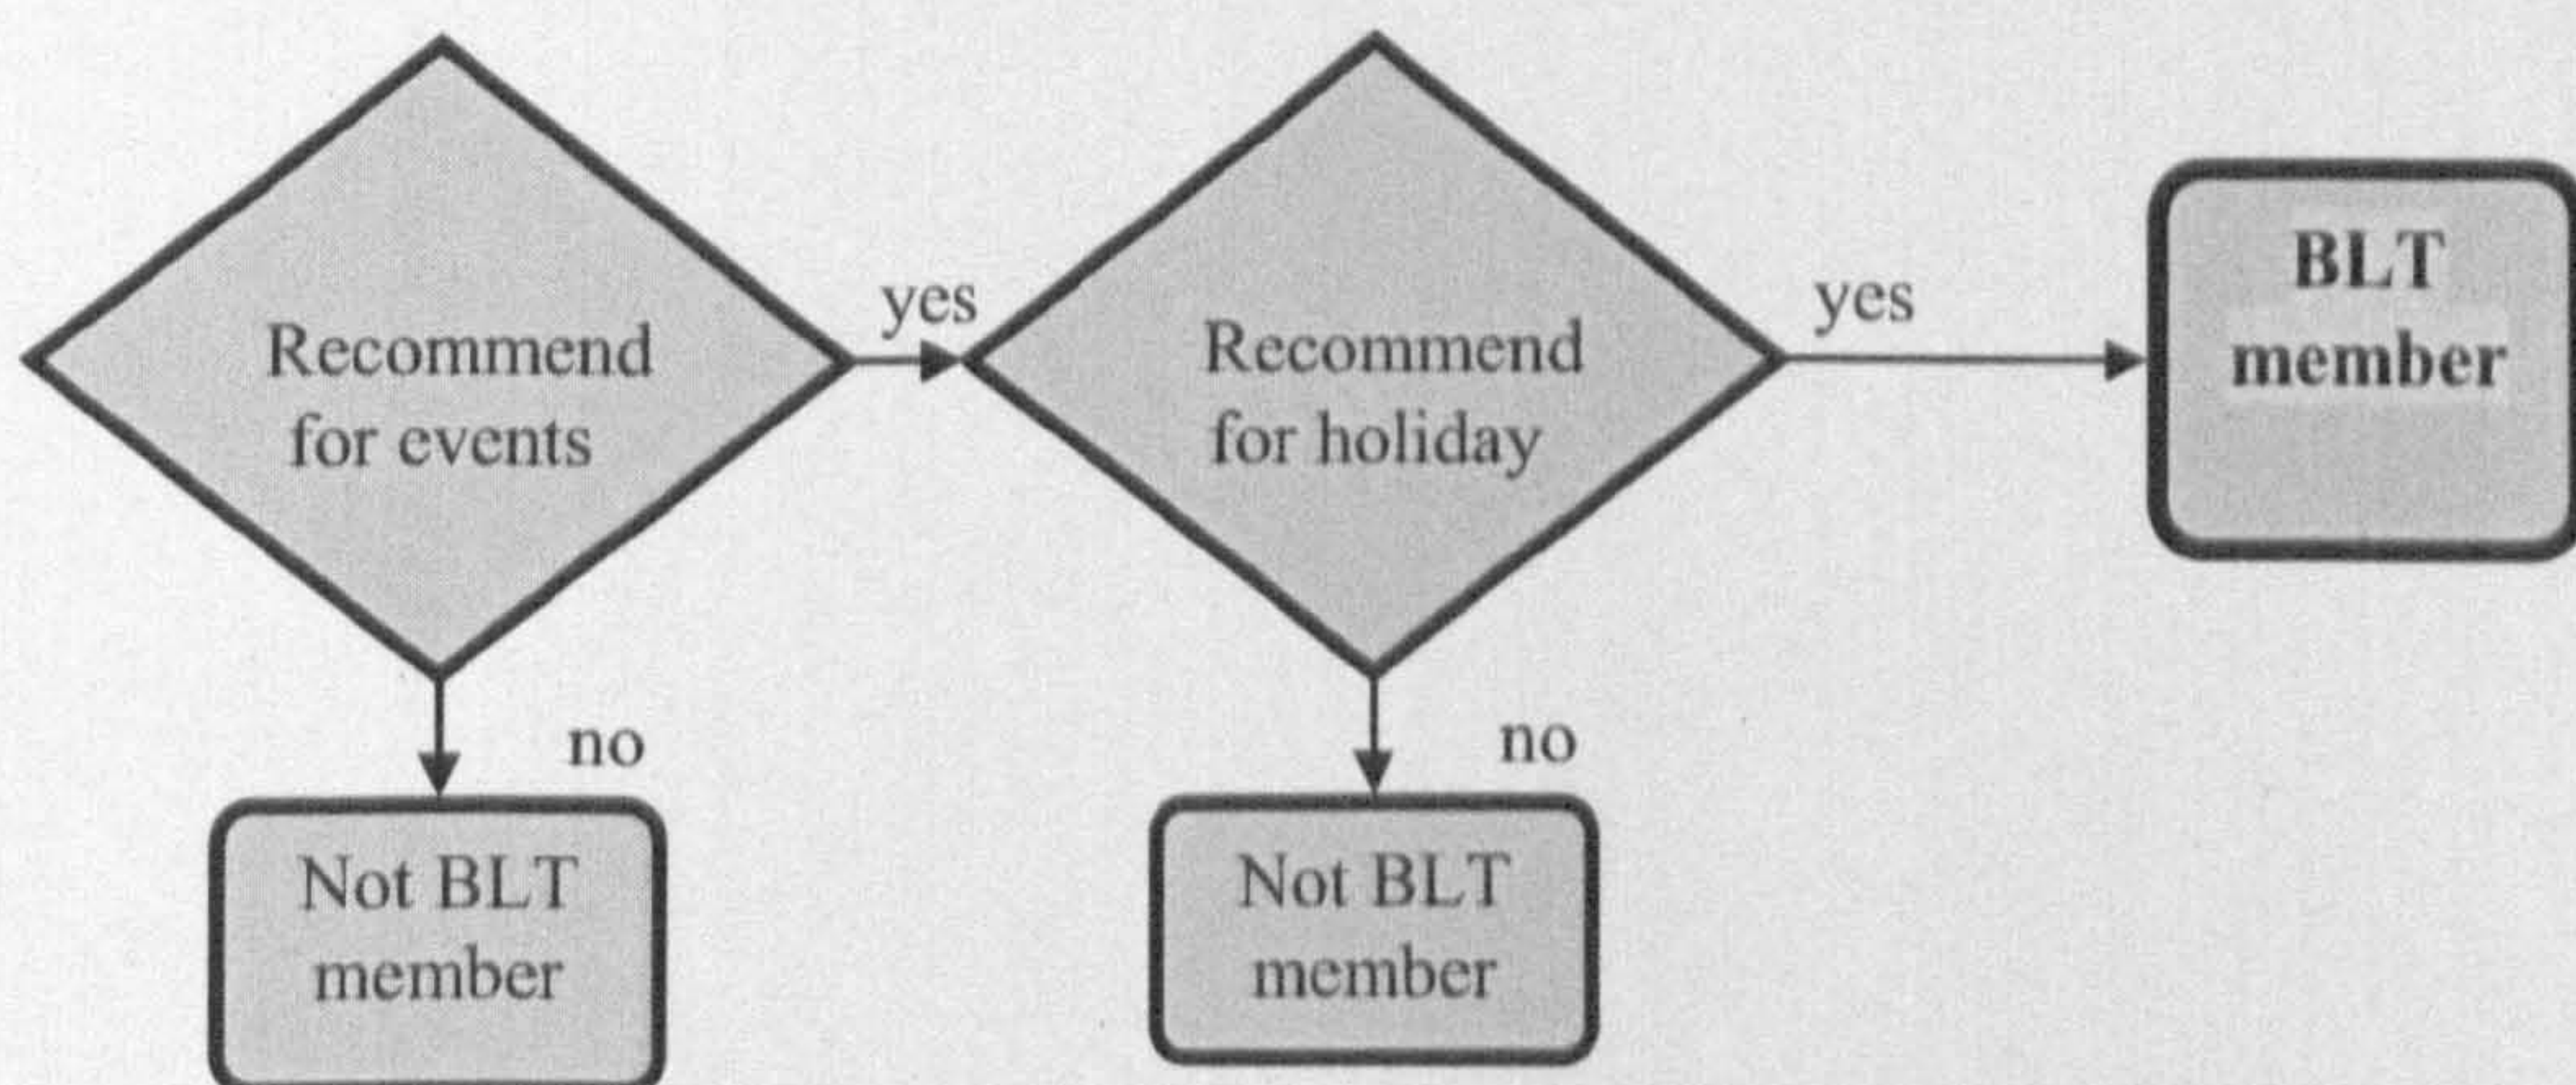 Recommend
for events
yes
Recommend
for holiday
yes
BLT
member
no
Not BLT
member
no
Not BLT
member